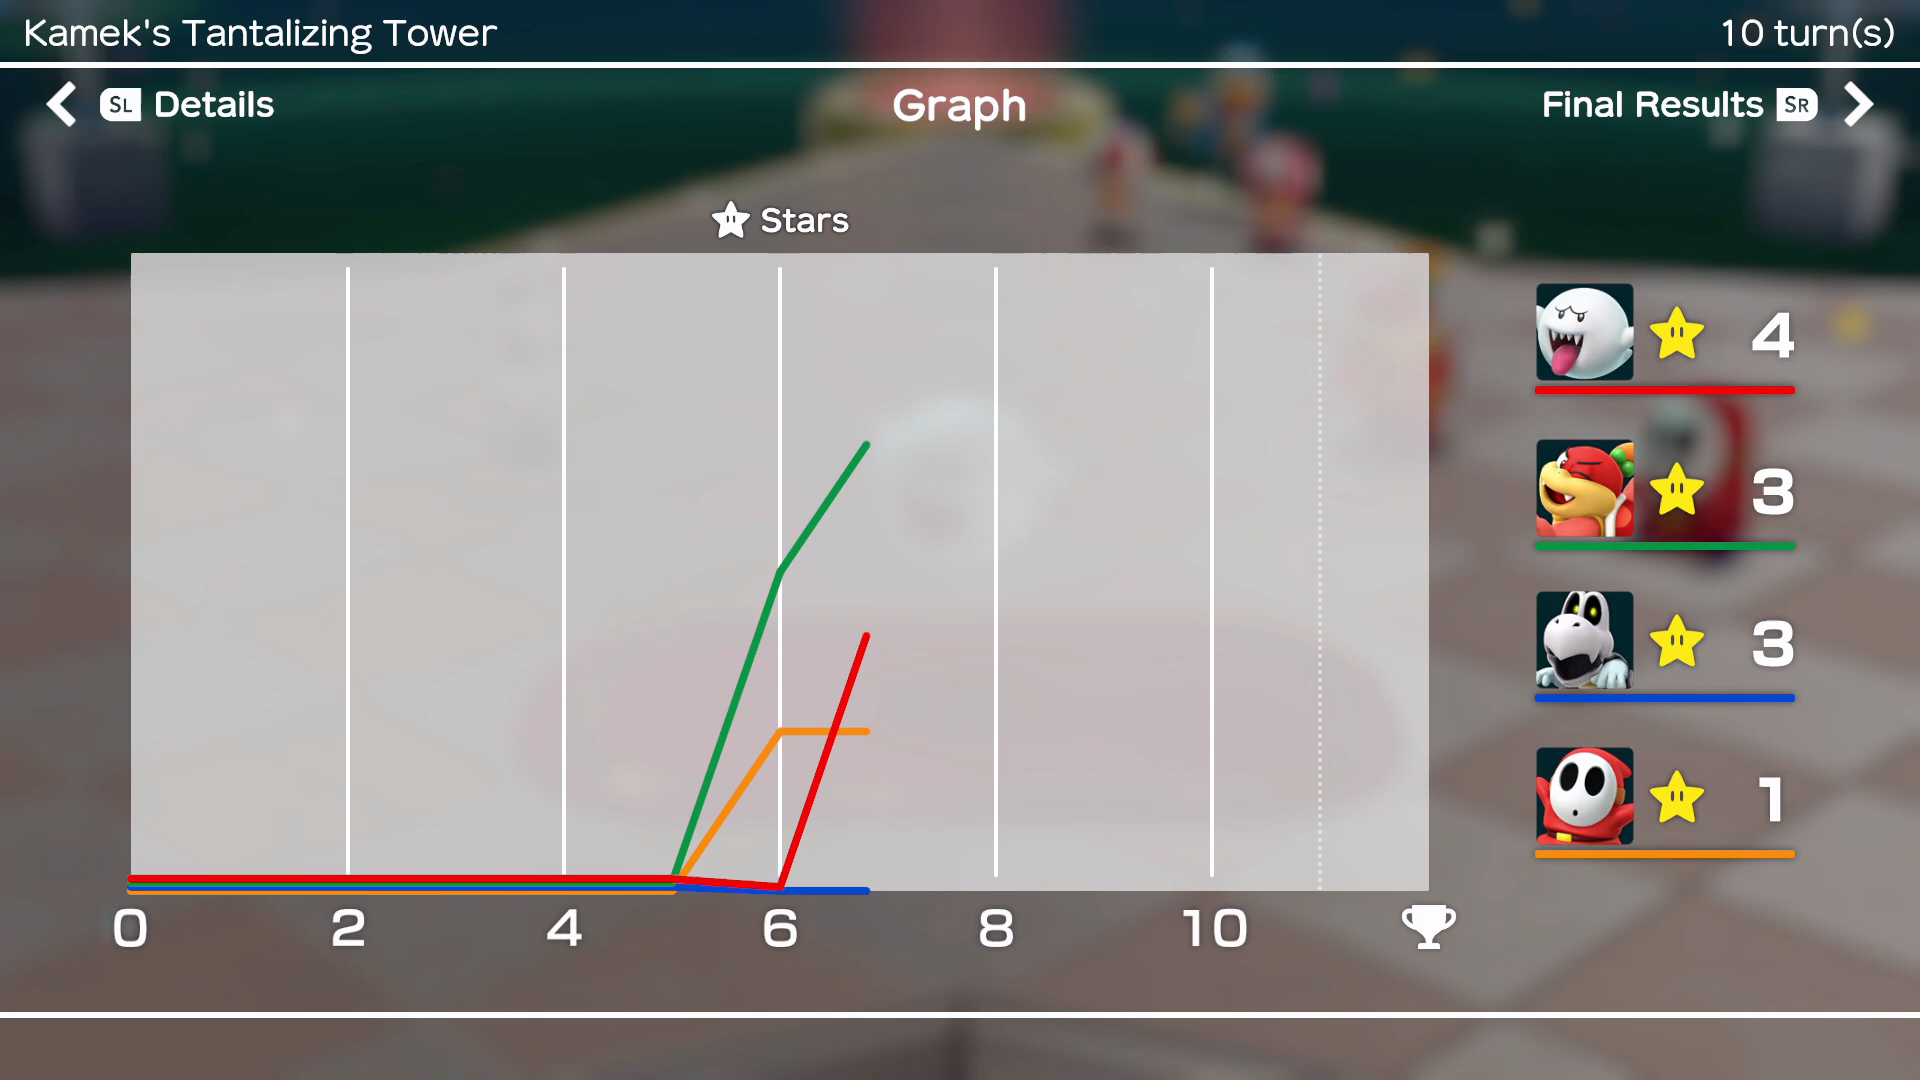 Kamek's Tantalizing Tower
10 turn(s)
SL Details
Graph
Final Results SR
Stars
4
3
3
1
0 2 4 6 8 10